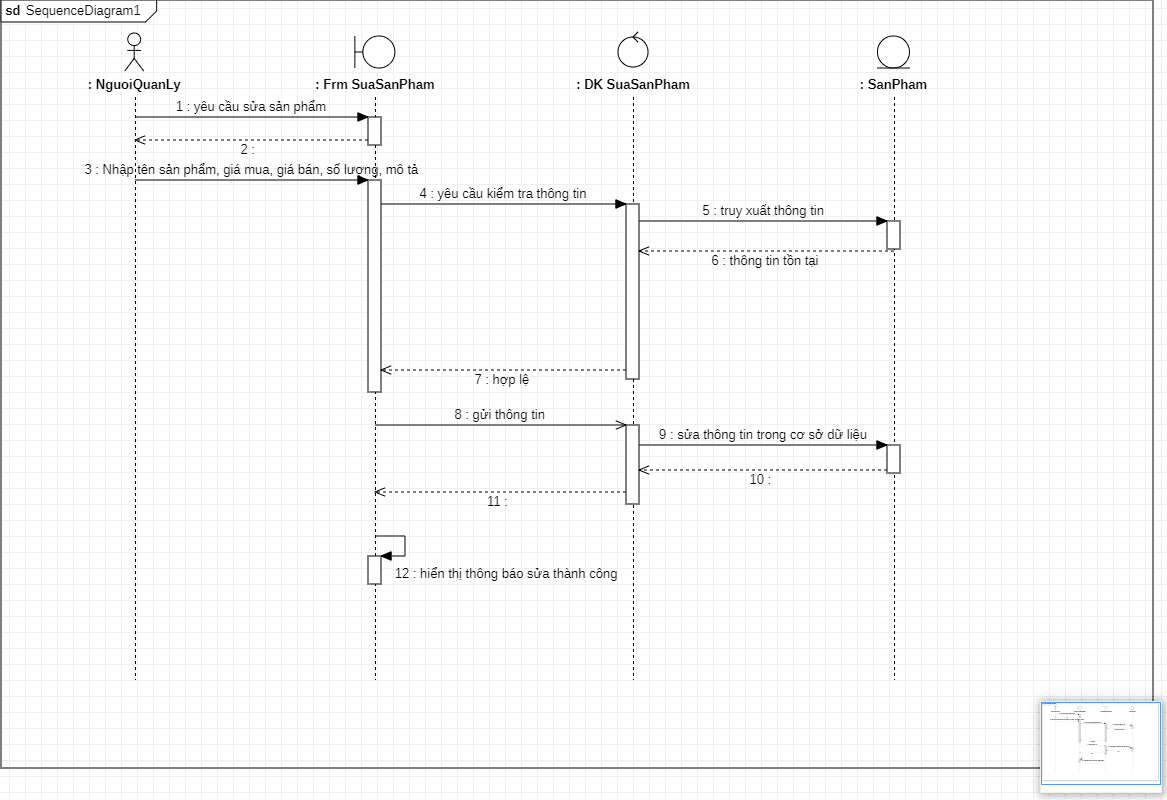 sd SequenceDiagram1
: NguoiQuanLy
: Frm SuaSanPham
: DK SuaSanPham
: SanPham
1 : yêu cầu sửa sản phẩm
2 :
3 : Nhập tên sản phẩm, giá mua, giá bán, số lượng, mô tả
4 : yêu cầu kiểm tra thông tin
5 : truy xuất thông tin
6 : thông tin tồn tại
7 : hợp lệ
8 : gửi thông tin
9 : sửa thông tin trong cơ sở dữ liệu
10 :
11 :
12 : hiển thị thông báo sửa thành công